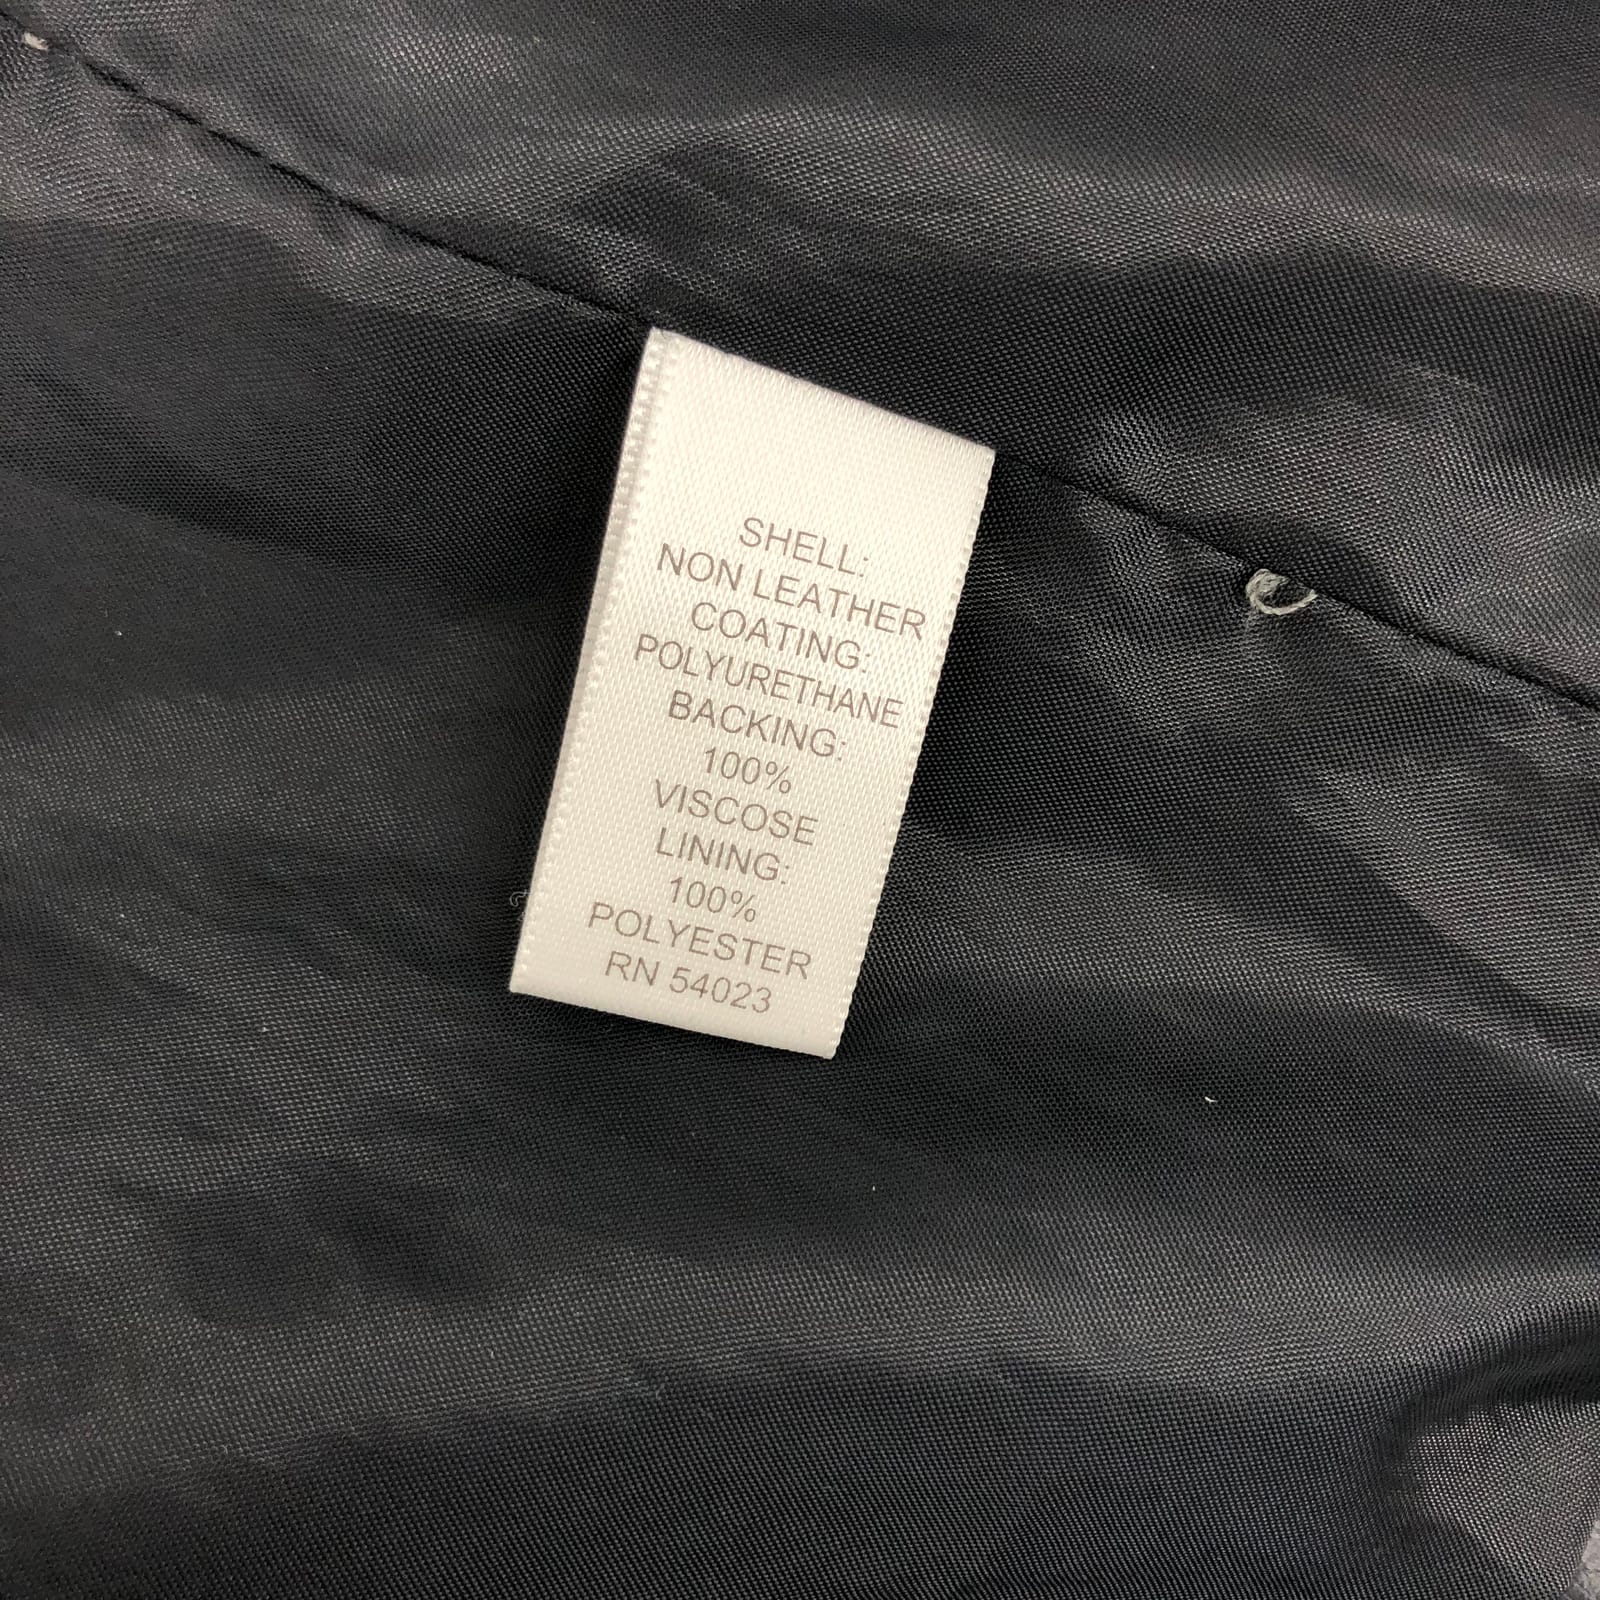 SHELL:
NON LEATHER
COATING:
POLYURETHANE
BACKING:
100%
VISCOSE
LINING:
100%
POLYESTER
RN 54023